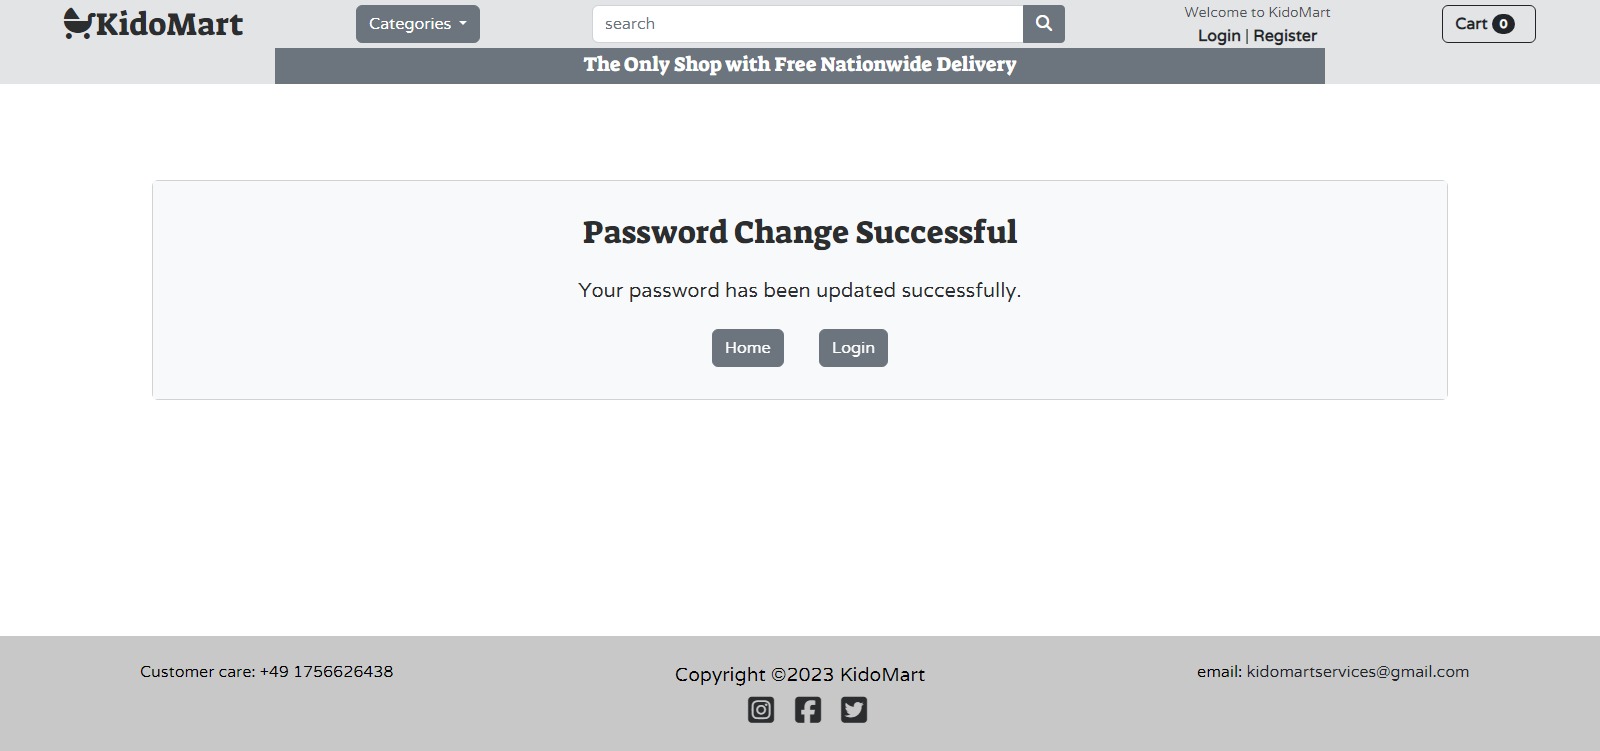 KidoMart
Categories
search
Welcome to KidoMart
Login | Register
Cart 0
The Only Shop with Free Nationwide Delivery
Password Change Successful
Your password has been updated successfully.
Home
Login
Customer care: +49 1756626438
Copyright ©2023 KidoMart
email: kidomartservices@gmail.com